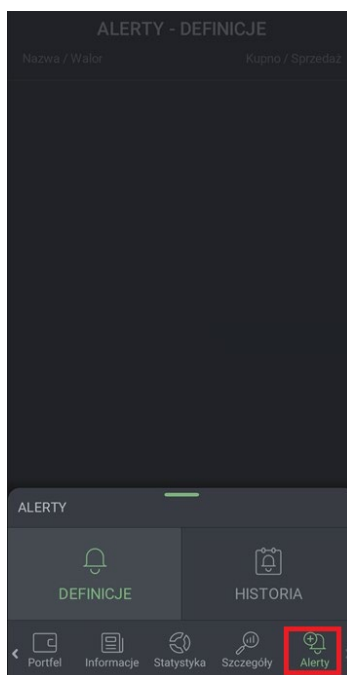 ALERTY - DEFINICJE
Nazwa / Walor Kupno / Sprzedaż
ALERTY
DEFINICJE HISTORIA
Portfel Informacje Statystyka Szczegóły Alerty